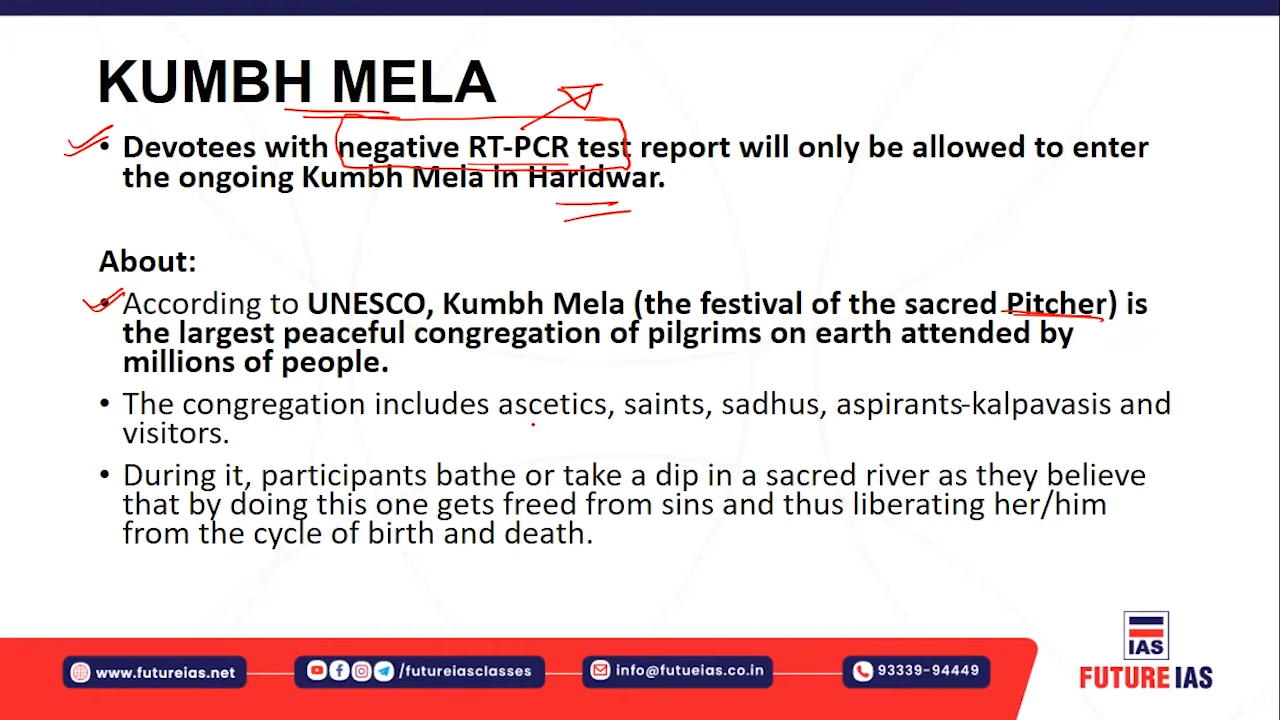 KUMBH MELA
• Devotees with negative RT-PCR test report will only be allowed to enter
the ongoing Kumbh Mela in Haridwar.
About:
• According to UNESCO, Kumbh Mela (the festival of the sacred Pitcher) is
the largest peaceful congregation of pilgrims on earth attended by
millions of people.
• The congregation includes ascetics, saints, sadhus, aspirants-kalpavasis and
visitors.
• During it, participants bathe or take a dip in a sacred river as they believe
that by doing this one gets freed from sins and thus liberating her/him
from the cycle of birth and death.
IAS
www.futureias.net
/futureiasclasses
info@futueias.co.in
93339-94449
FUTURE IAS